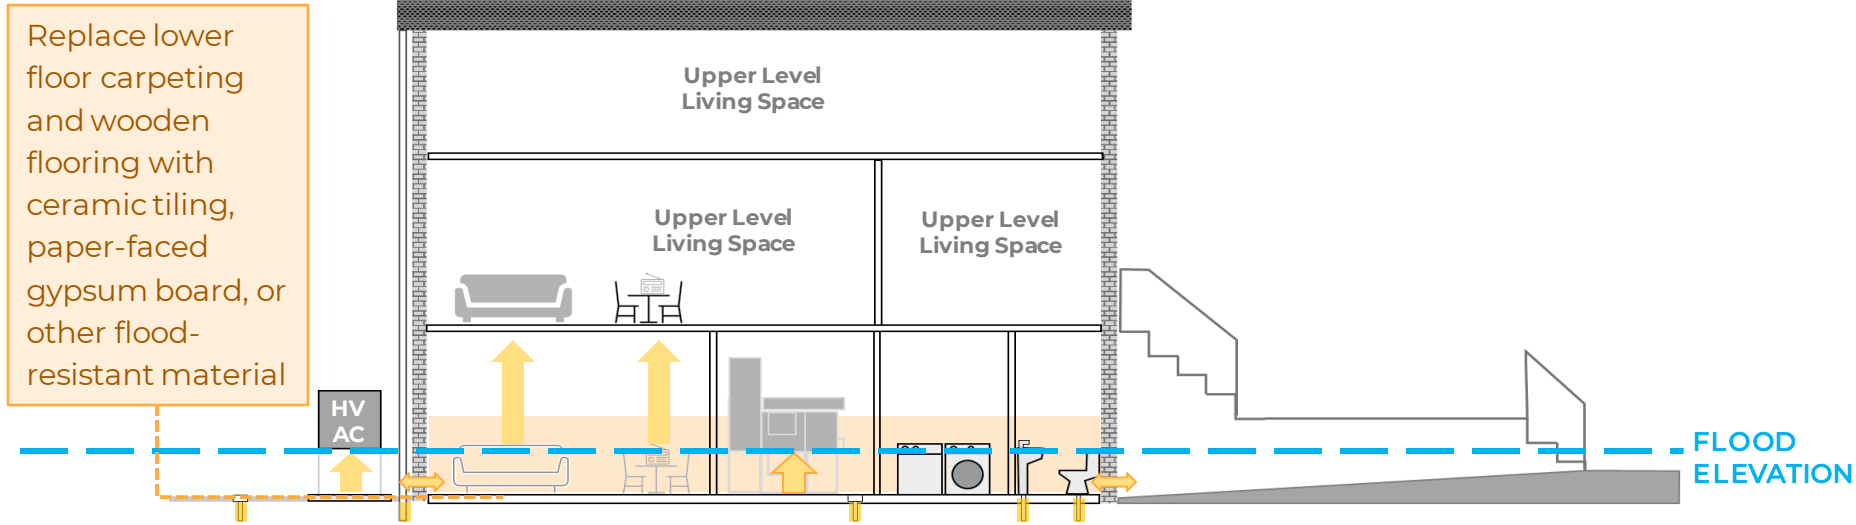 Replace lower
floor carpeting
and wooden
flooring with
ceramic tiling,
paper-faced
gypsum board, or
other flood-
resistant material
HV
AC
Upper Level
Living Space
Upper Level
Living Space
Upper Level
Living Space
FLOOD
ELEVATION